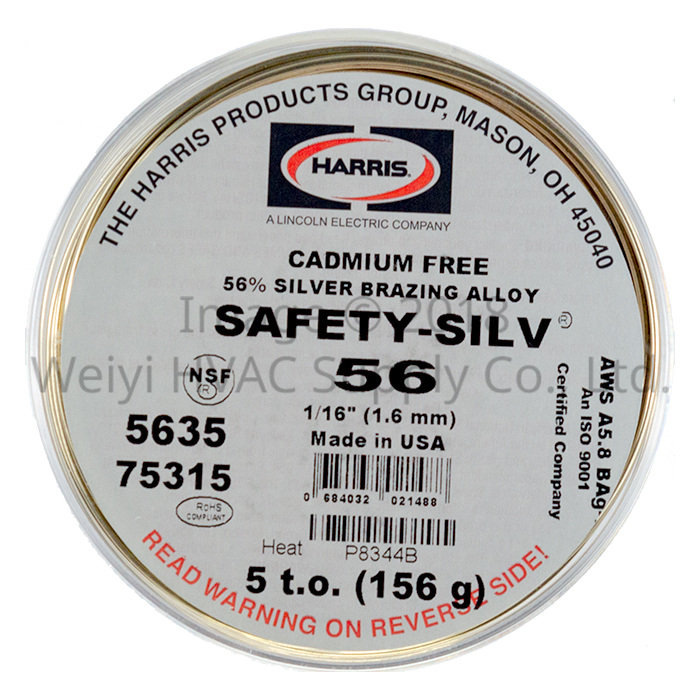 THE HARRIS PRODUCTS GROUP, MASON, OH 45040
HARRIS®
A LINCOLN ELECTRIC COMPANY
CADMIUM FREE
56% SILVER BRAZING ALLOY
SAFETY-SILV®
56
Image © 2018
Weiyi HVAC Supply Co. Ltd.
NSF®
1/16" (1.6 mm)
Made in USA
5635
75315
RoHS
COMPLIANT
AWS A5.8 BAG-
An ISO 9001
Certified Company
0 684032 021488
Heat P8344B
5 t.o. (156 g)
READ WARNING ON REVERSE SIDE!